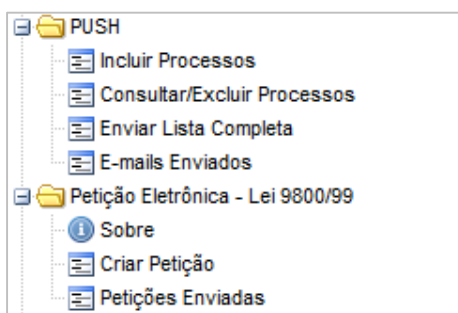 PUSH
Incluir Processos
Consultar/Excluir Processos
Enviar Lista Completa
E-mails Enviados
Petição Eletrônica - Lei 9800/99
Sobre
Criar Petição
Petições Enviadas